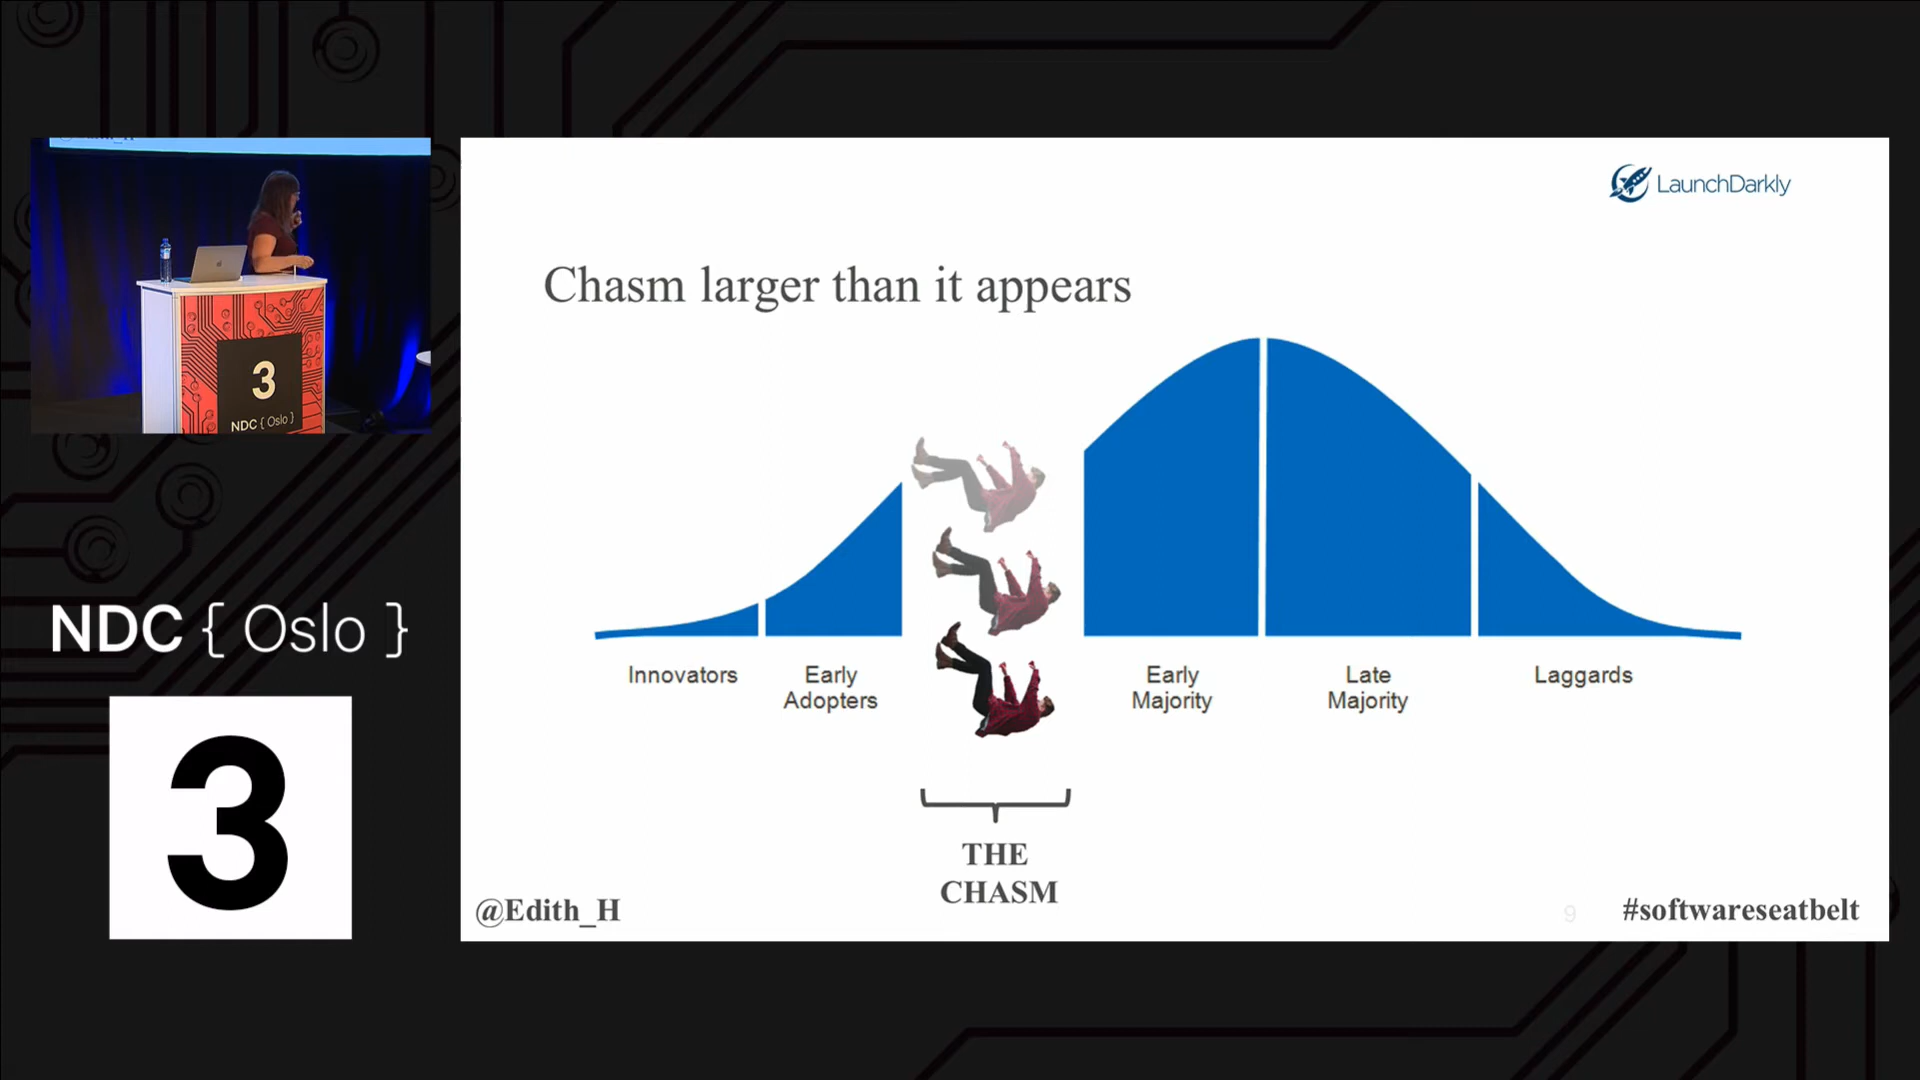 LaunchDarkly
Chasm larger than it appears
Innovators
Early
Adopters
Early
Majority
Late
Majority
Laggards
THE
CHASM
@Edith_H
9
#softwareseatbelt
3
NDC { Oslo }
NDC { Oslo }
3